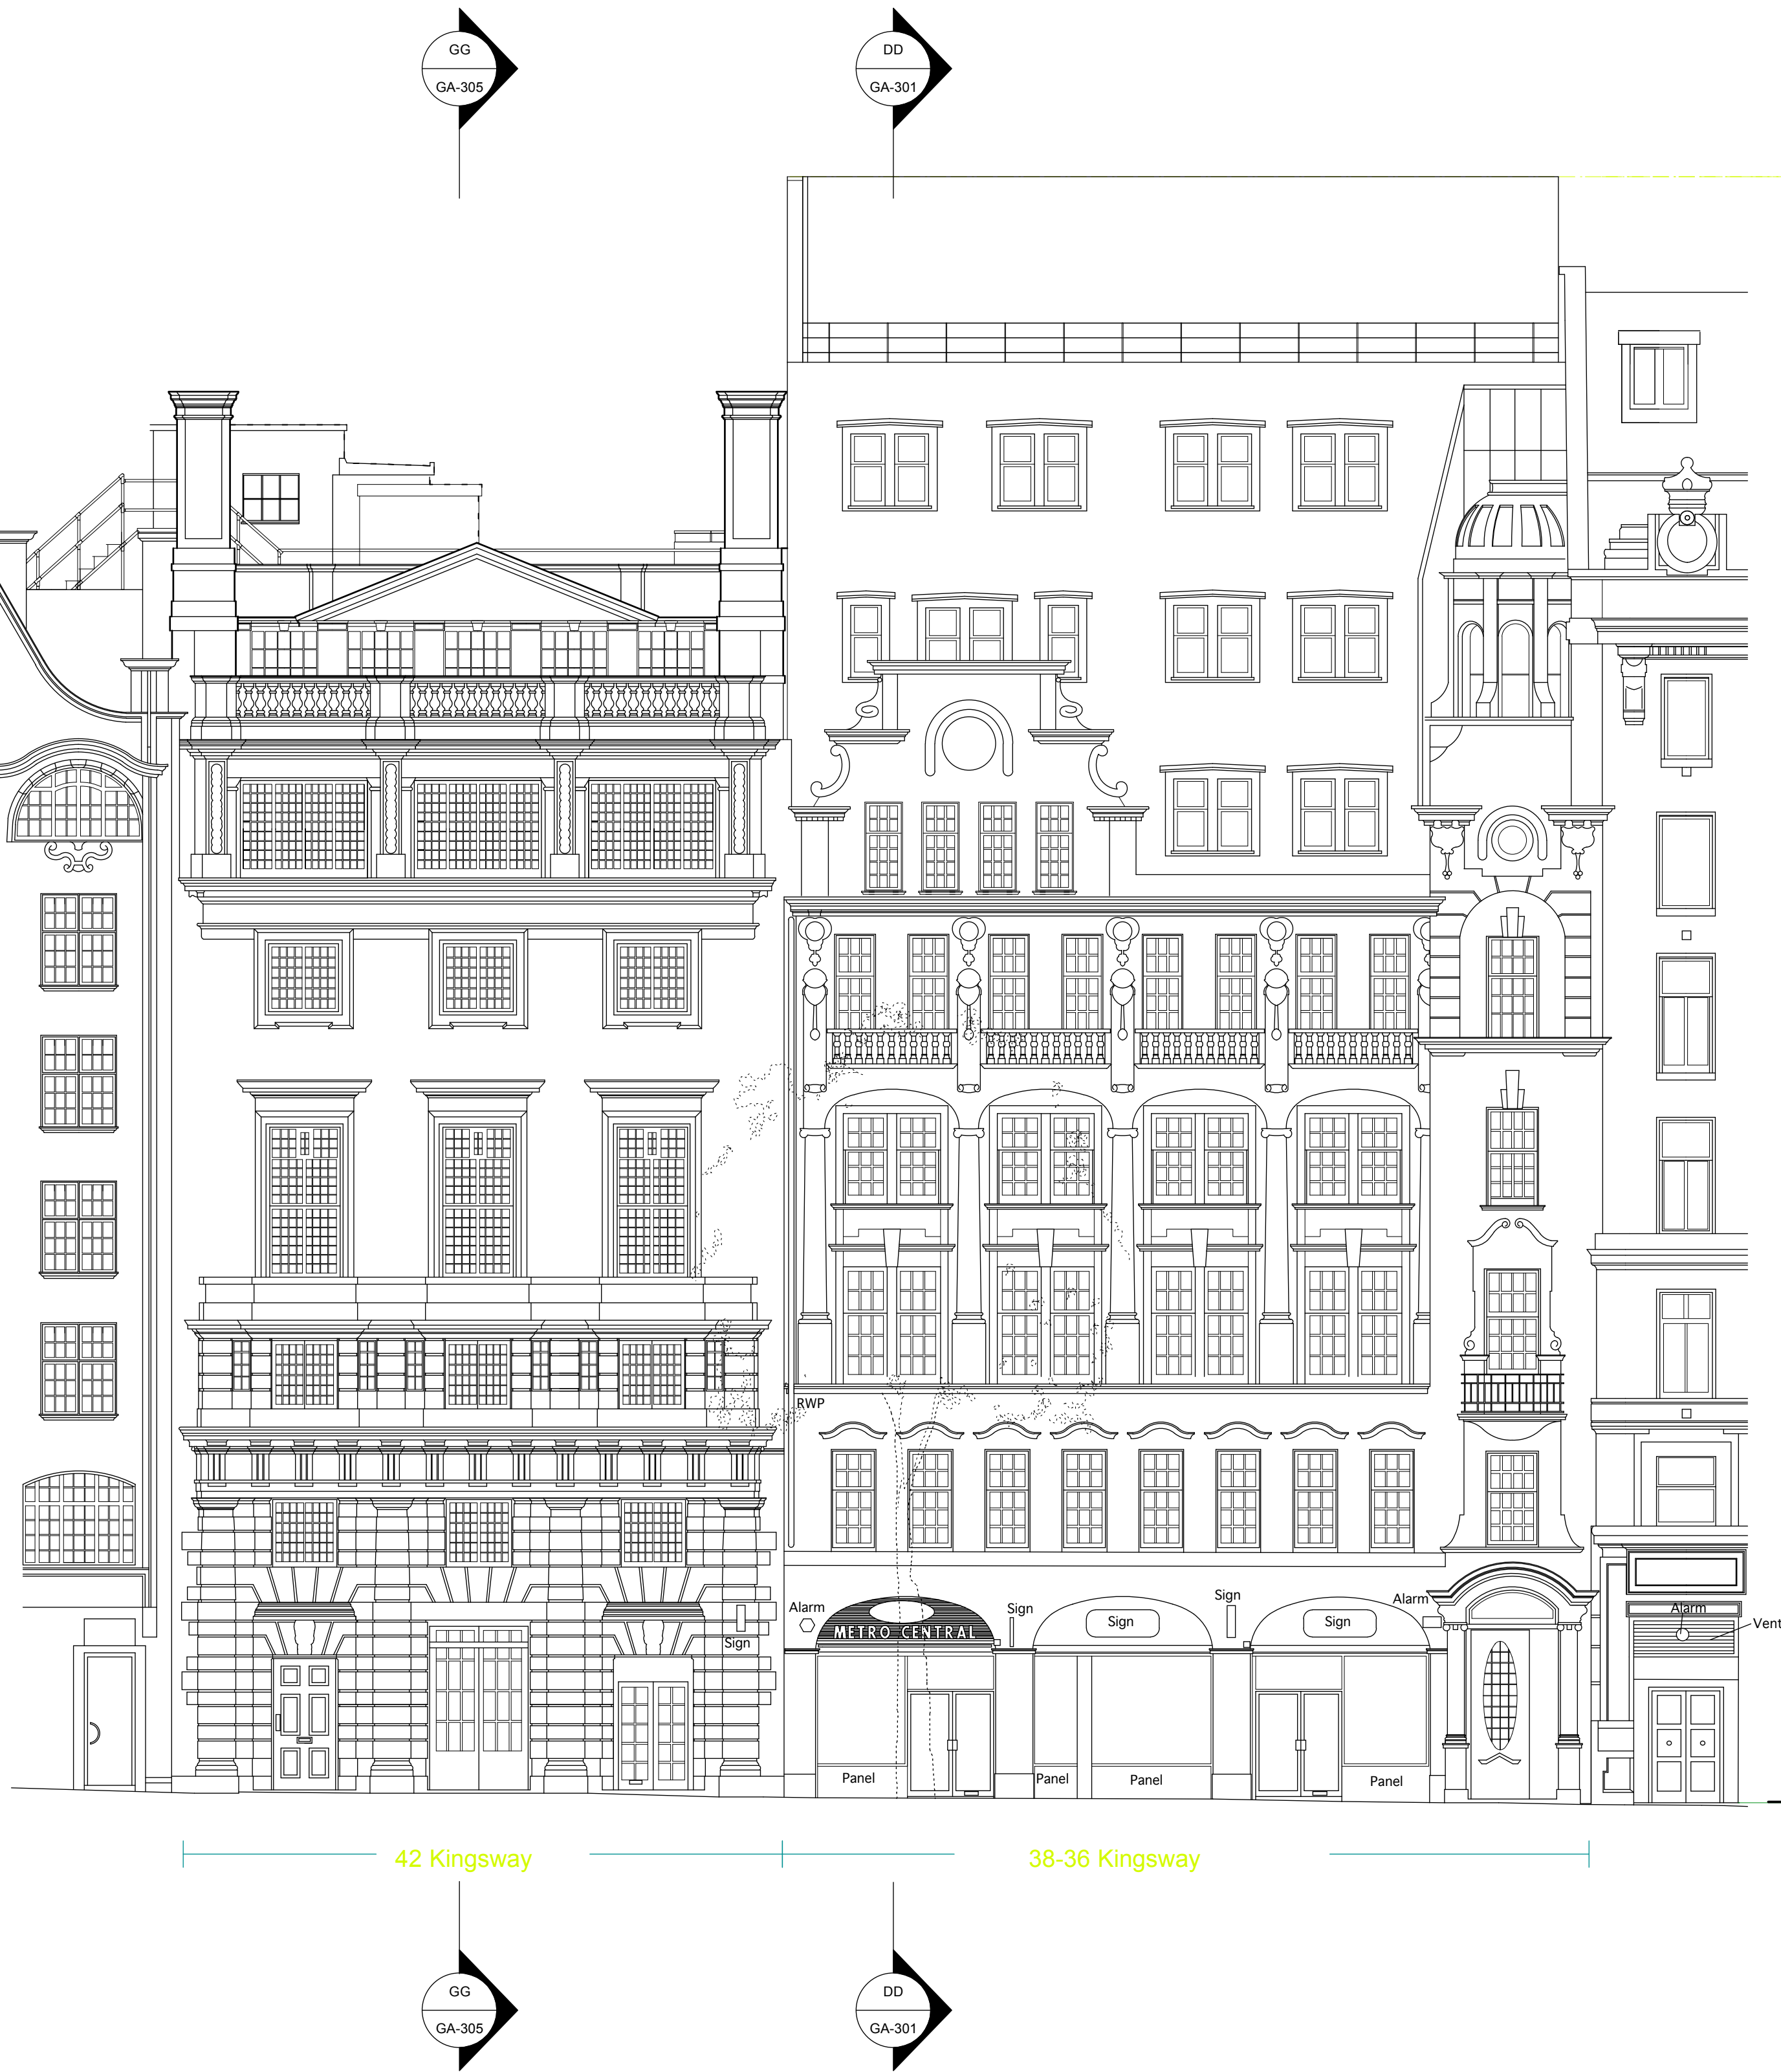 GG
GA-305
DD
GA-301
RWP
Alarm
METRO CENTRAL
Sign
Sign
Sign
Sign
Alarm
Sign
Alarm
Vent
Panel
Panel
Panel
Panel
42 Kingsway
38-36 Kingsway
GG
GA-305
DD
GA-301